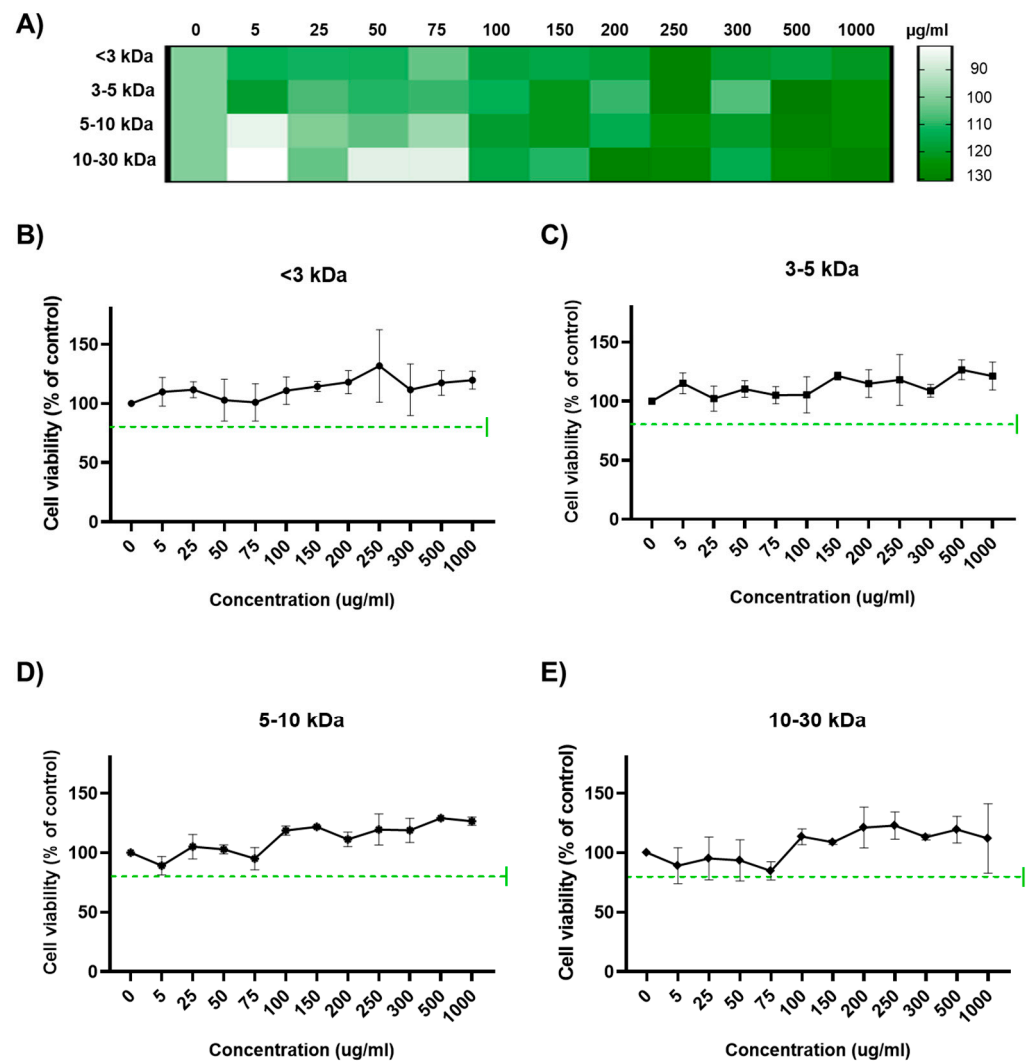 A)
0 5 25 50 75 100 150 200 250 300 500 1000 µg/ml
<3 kDa
3-5 kDa
5-10 kDa
10-30 kDa
90
100
110
120
130
B)
<3 kDa
Cell viability (% of control)
150
100
50
0
0 5 25 50 75 100 150 200 250 300 500 1000
Concentration (ug/ml)
C)
3-5 kDa
Cell viability (% of control)
150
100
50
0
0 5 25 50 75 100 150 200 250 300 500 1000
Concentration (ug/ml)
D)
5-10 kDa
Cell viability (% of control)
150
100
50
0
0 5 25 50 75 100 150 200 250 300 500 1000
Concentration (ug/ml)
E)
10-30 kDa
Cell viability (% of control)
150
100
50
0
0 5 25 50 75 100 150 200 250 300 500 1000
Concentration (ug/ml)